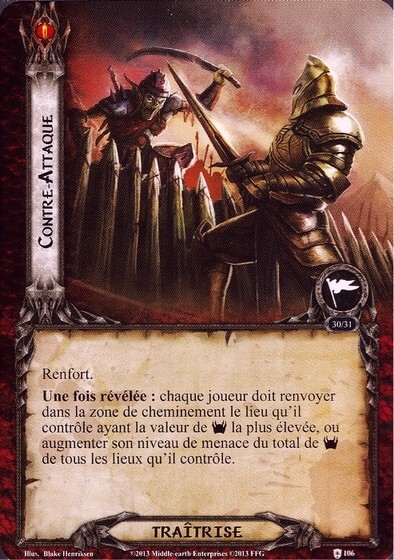 CONTRE-ATTAQUE
30/31
Renfort.
Une fois révélée : chaque joueur doit renvoyer
dans la zone de cheminement le lieu qu'il
contrôle ayant la valeur de la plus élevée, ou
augmenter son niveau de menace du total de
de tous les lieux qu'il contrôle.
TRAÎTRISE
Illus. Blake Henriksen
©2013 Middle-earth Enterprises ©2013 FFG
106